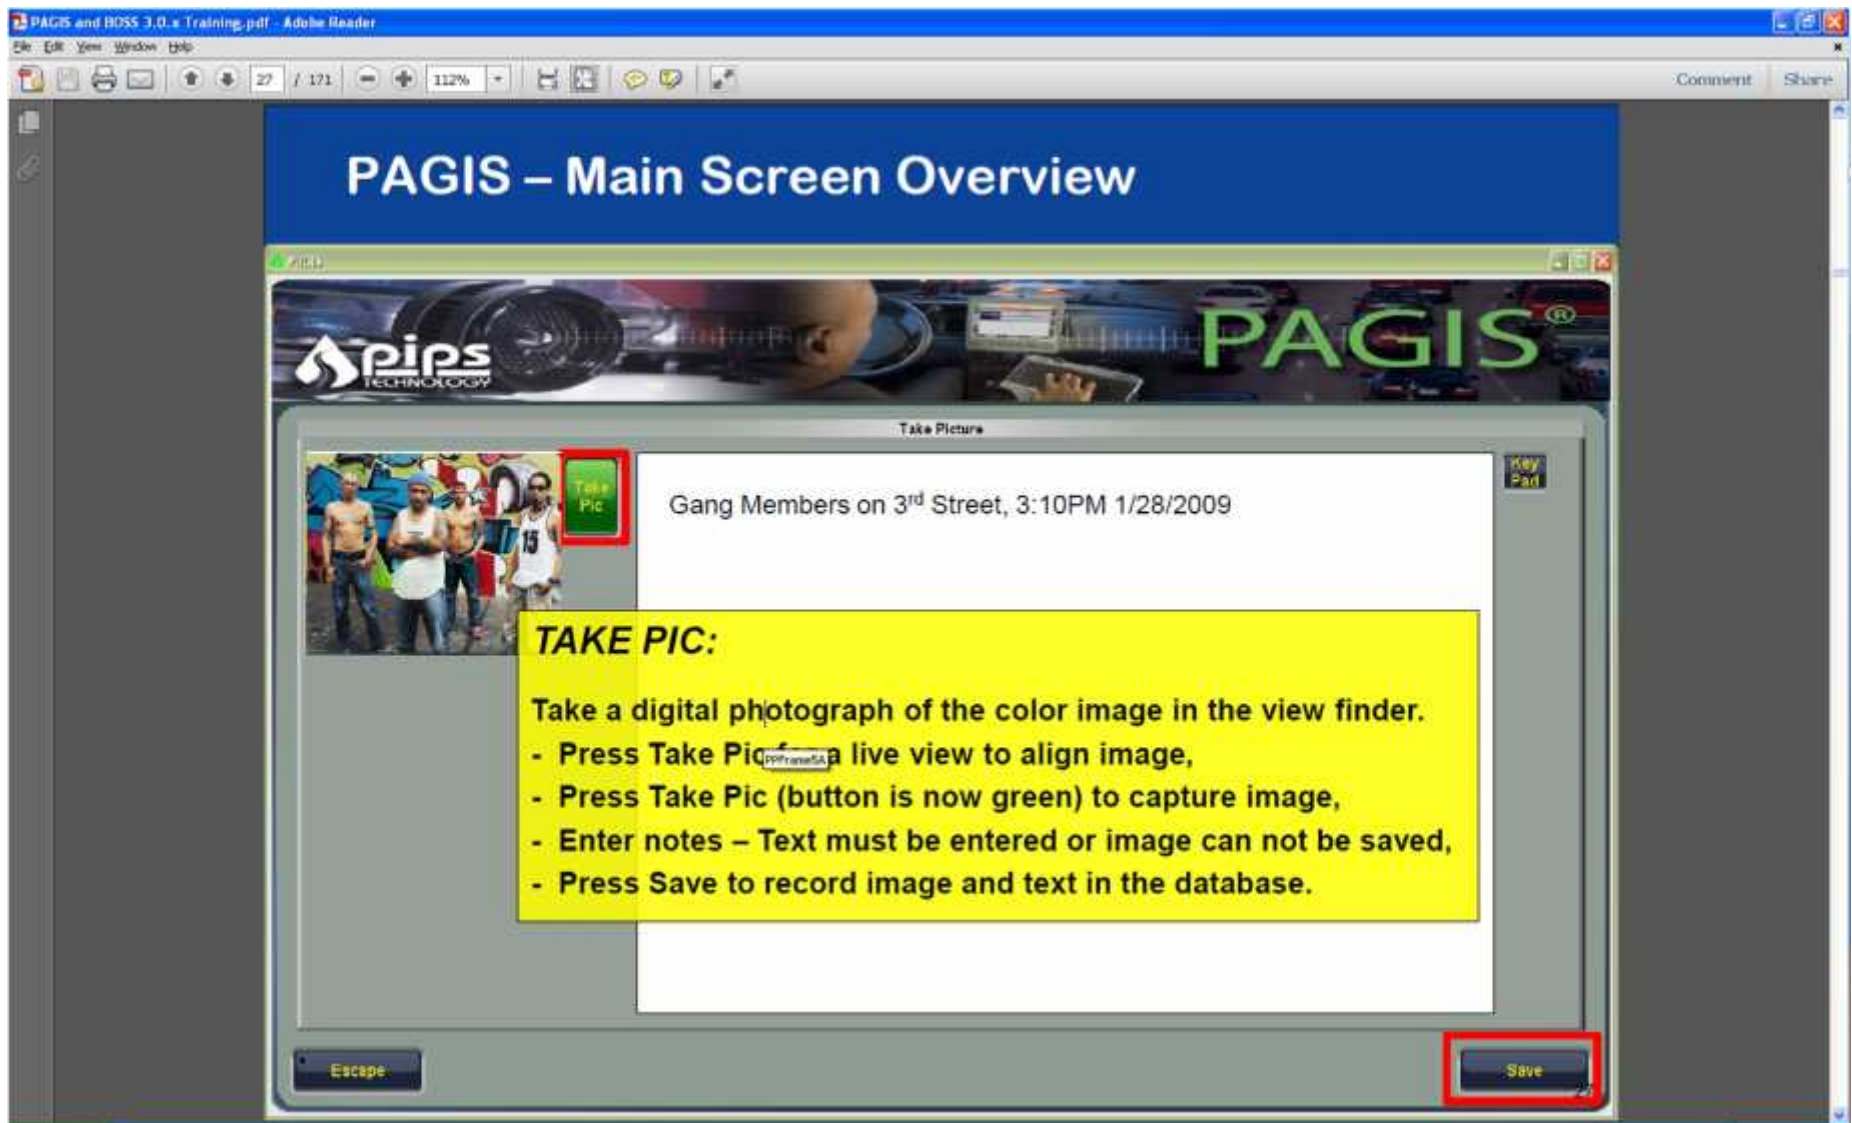 PAGIS and BOSS 3.0.x Training.pdf - Adobe Reader
File Edit View Window Help
27 / 171 112% Comment Share
PAGIS – Main Screen Overview
pips
TECHNOLOGY
PAGIS®
Take Picture
Take
Pic
Gang Members on 3rd Street, 3:10PM 1/28/2009
Key
Pad
15
TAKE PIC:
Take a digital photograph of the color image in the view finder.
- Press Take Pic a live view to align image,
- Press Take Pic (button is now green) to capture image,
- Enter notes – Text must be entered or image can not be saved,
- Press Save to record image and text in the database.
Escape
Save